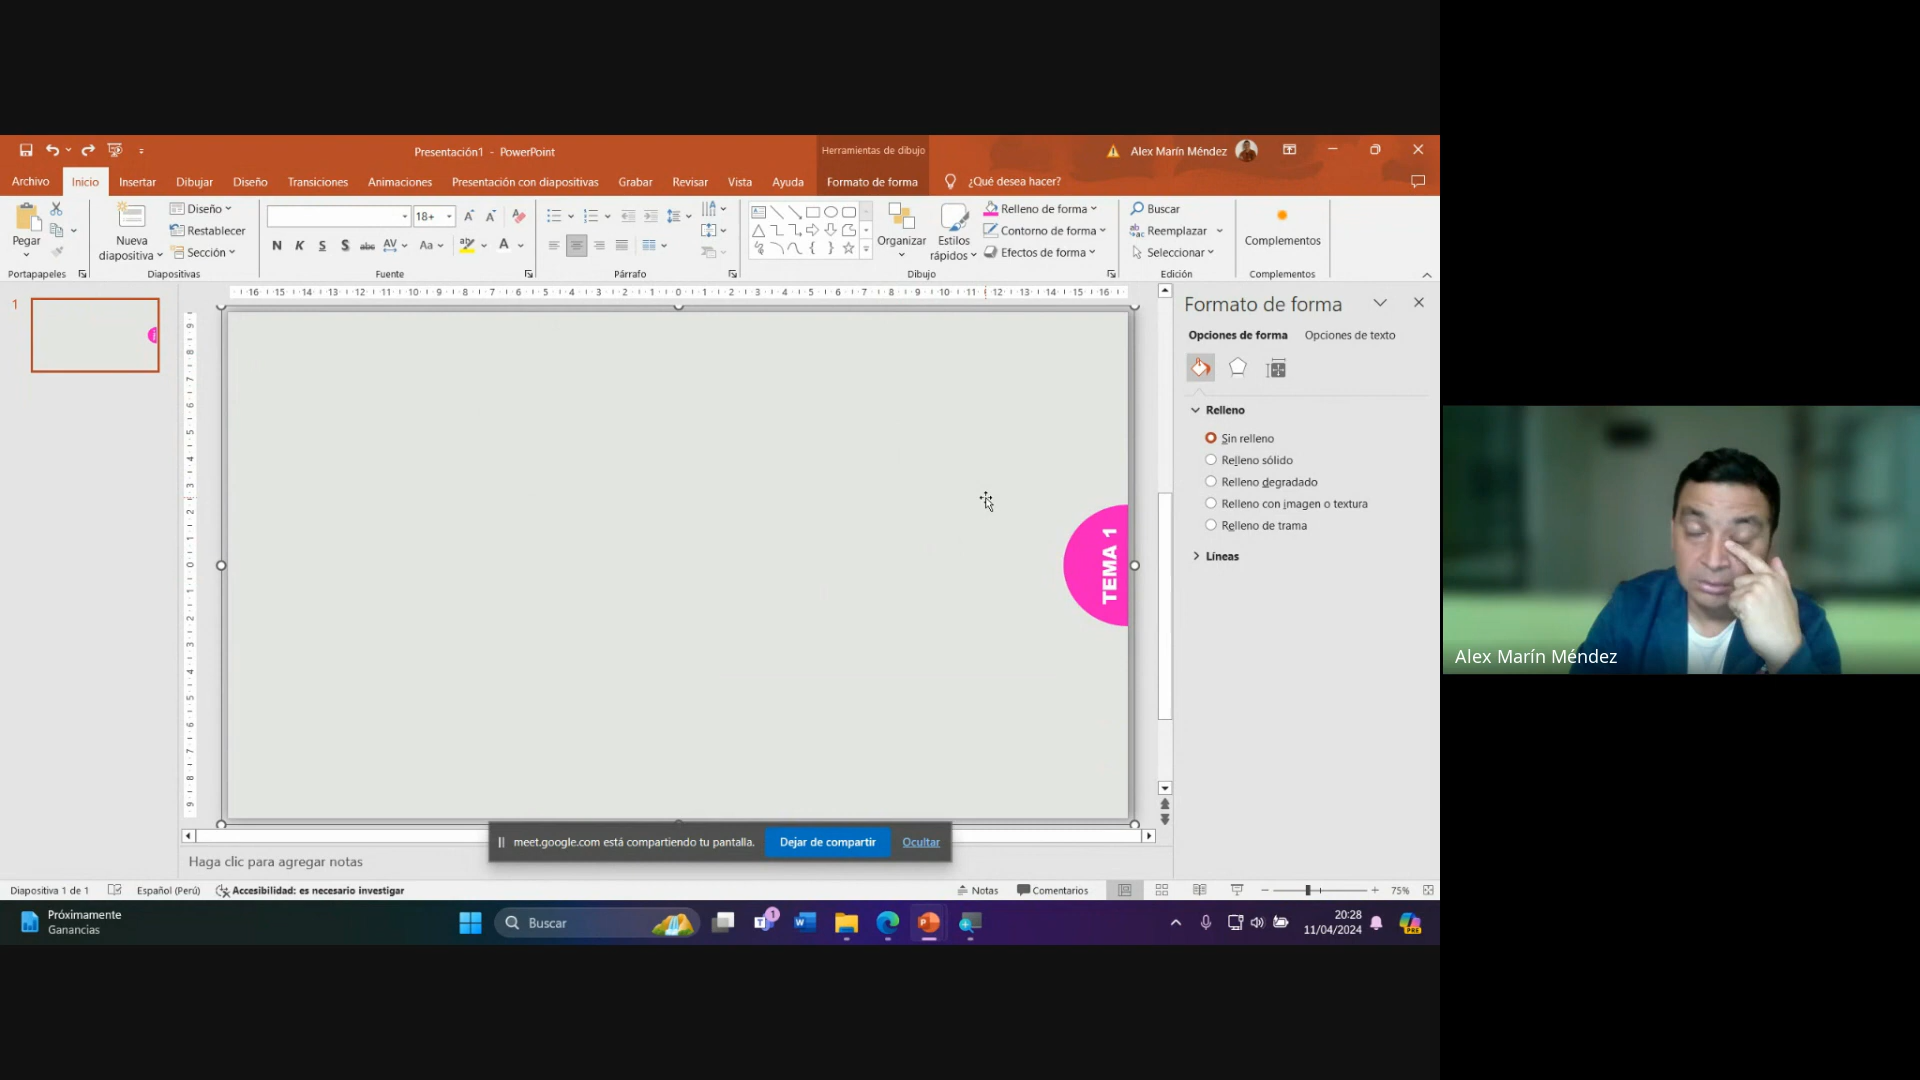 Presentación1 - PowerPoint
Herramientas de dibujo
Alex Marín Méndez
Archivo
Inicio
Insertar
Dibujar
Diseño
Transiciones
Animaciones
Presentación con diapositivas
Grabar
Revisar
Vista
Ayuda
Formato de forma
¿Qué desea hacer?
Pegar
Portapapeles
Nueva
diapositiva
Diseño
Restablecer
Sección
Diapositivas
18+
N K S S abc AV Aa A
Fuente
Párrafo
Organizar
Estilos
rápidos
Relleno de forma
Contorno de forma
Efectos de forma
Dibujo
Buscar
Reemplazar
Seleccionar
Edición
Complementos
Complementos
1
TEMA 1
Formato de forma
Opciones de forma
Opciones de texto
Relleno
Sin relleno
Relleno sólido
Relleno degradado
Relleno con imagen o textura
Relleno de trama
Líneas
meet.google.com está compartiendo tu pantalla.
Dejar de compartir
Ocultar
Haga clic para agregar notas
Diapositiva 1 de 1
Español (Perú)
Accesibilidad: es necesario investigar
Notas
Comentarios
75%
Próximamente
Ganancias
Buscar
1
20:28
11/04/2024
Alex Marín Méndez